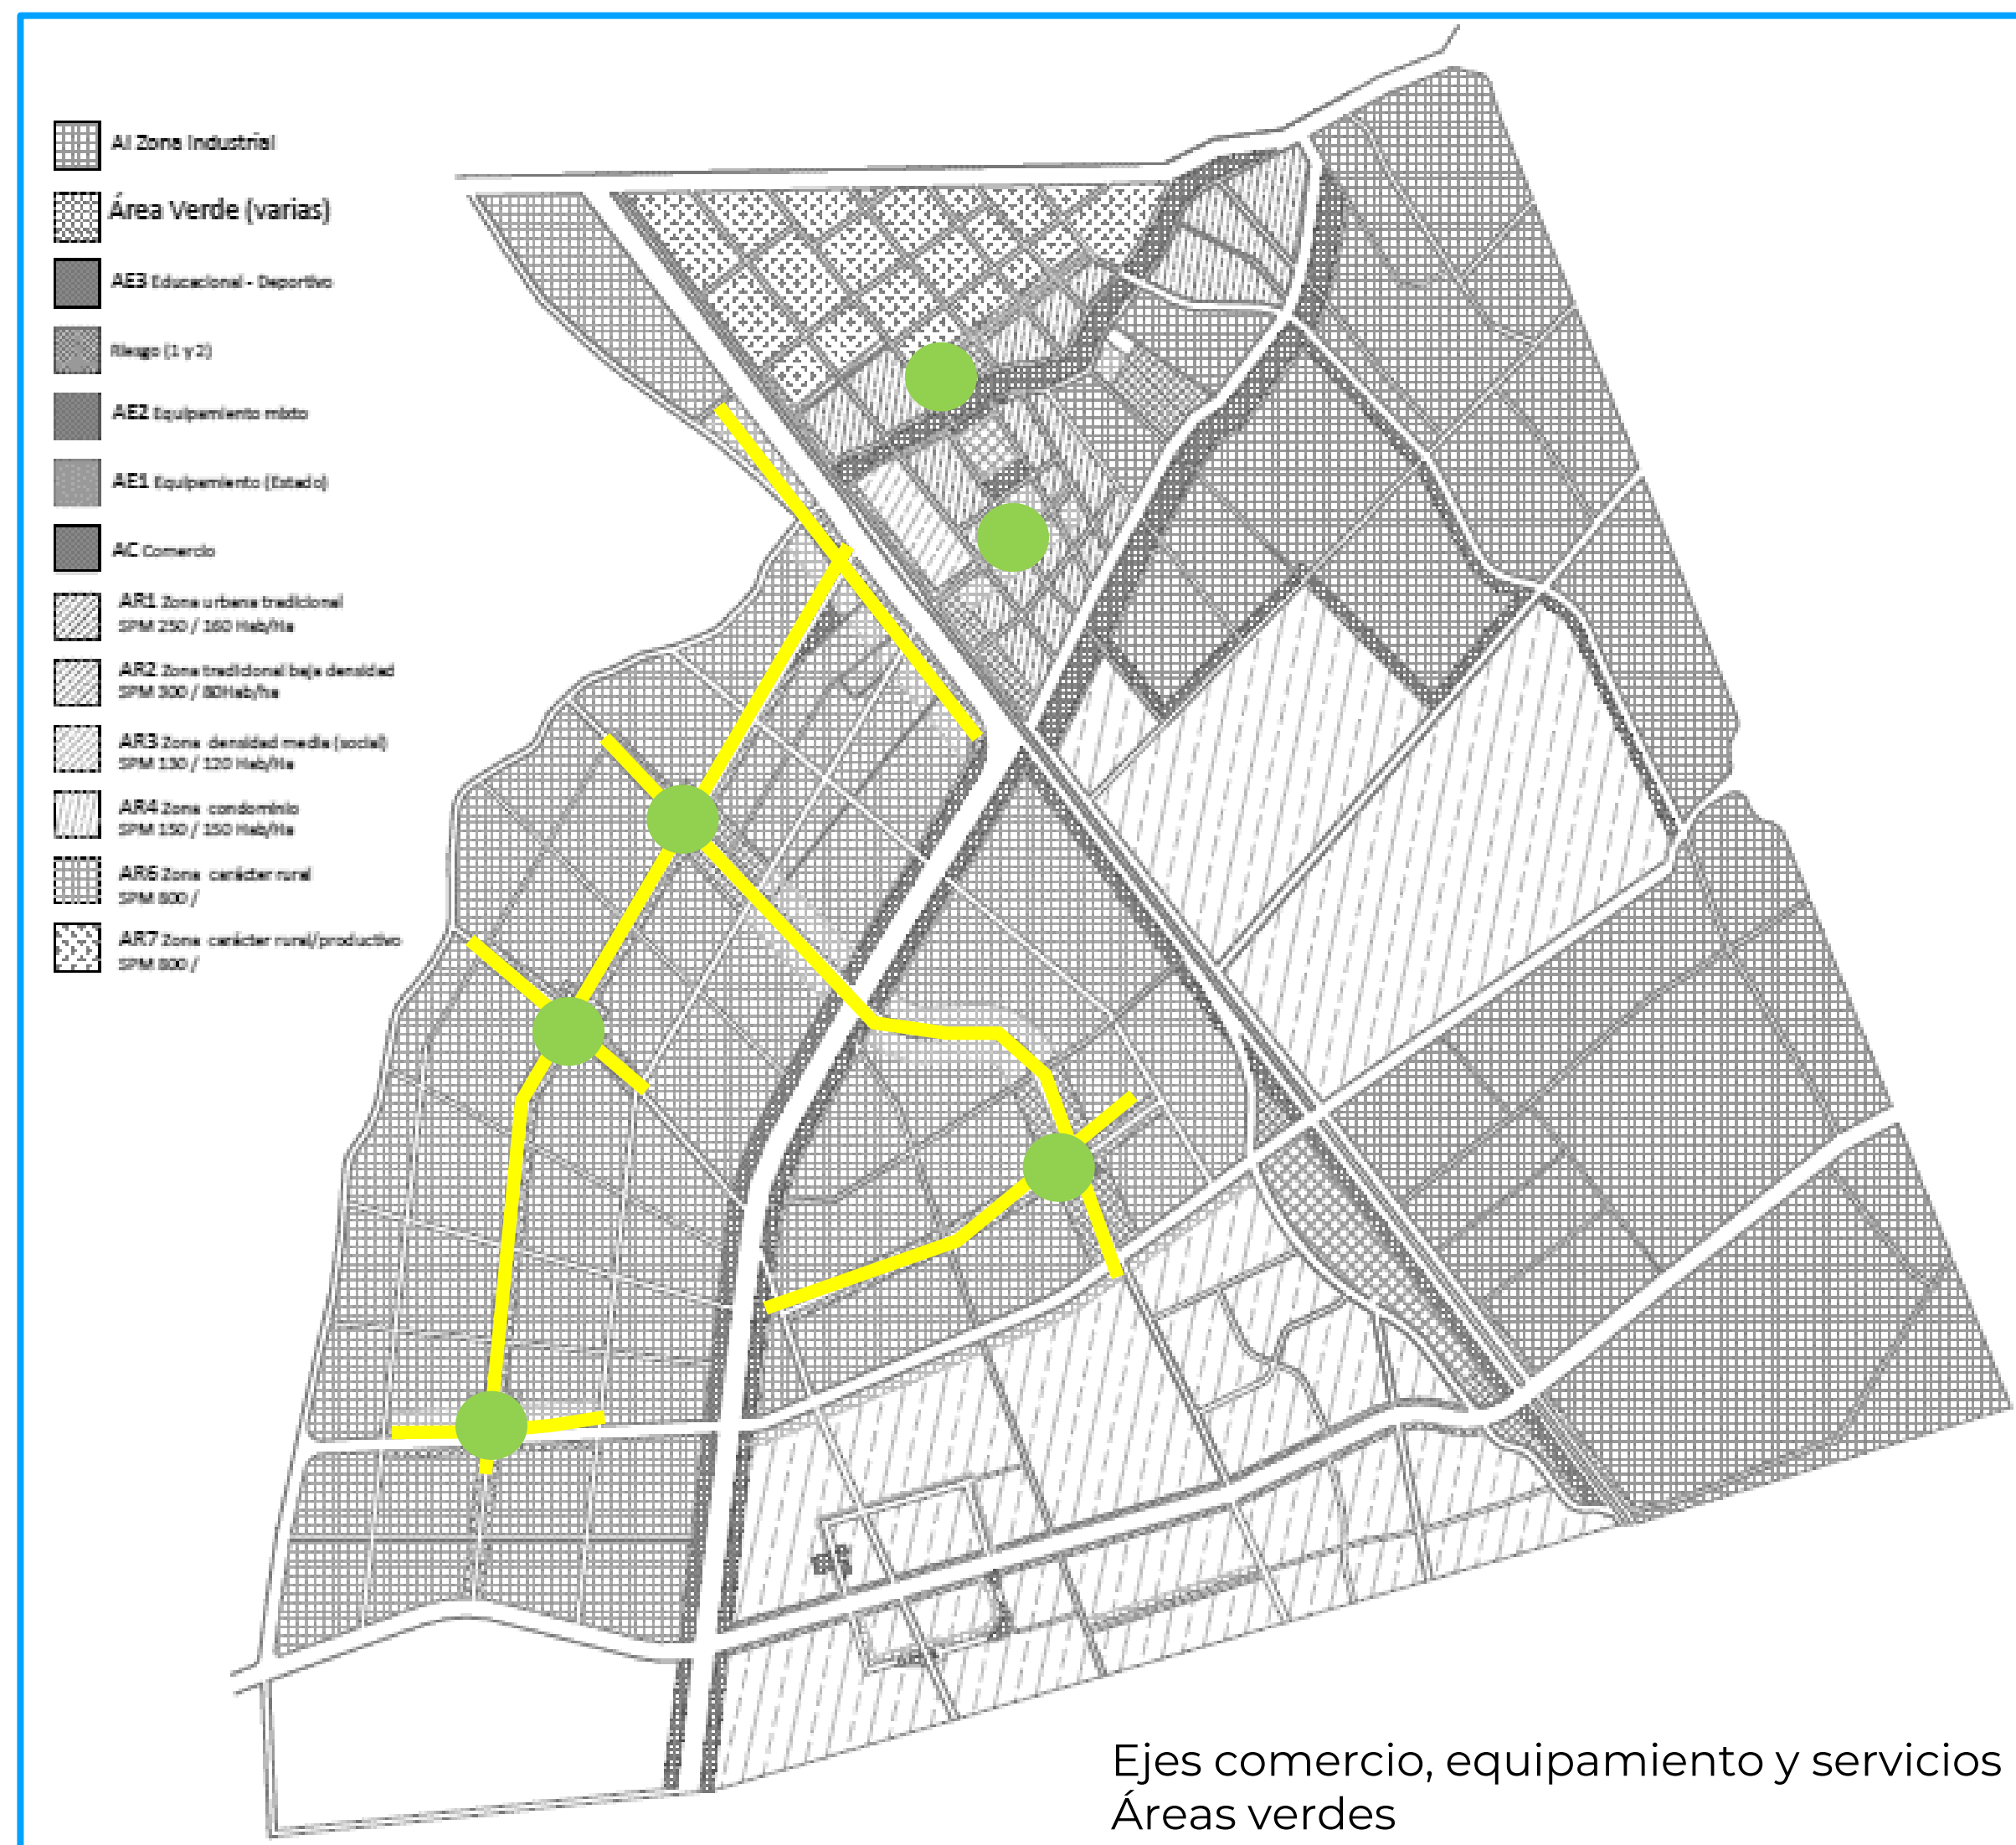 AI Zona Industrial
Área Verde (varias)
AE3 Educacional - Deportivo
Riesgo (1 y 2)
AE2 Equipamiento mixto
AE1 Equipamiento (Estado)
AC Comercio
AR1 Zona urbana tradicional
SPM 250 / 160 Hab/Ha
AR2 Zona tradicional baja densidad
SPM 300 / 80Hab/ha
AR3 Zona densidad media (social)
SPM 130 / 120 Hab/Ha
AR4 Zona condominio
SPM 150 / 150 Hab/Ha
AR6 Zona carácter rural
SPM 800 /
AR7 Zona carácter rural/productivo
SPM 800 /
Ejes comercio, equipamiento y servicios
Áreas verdes